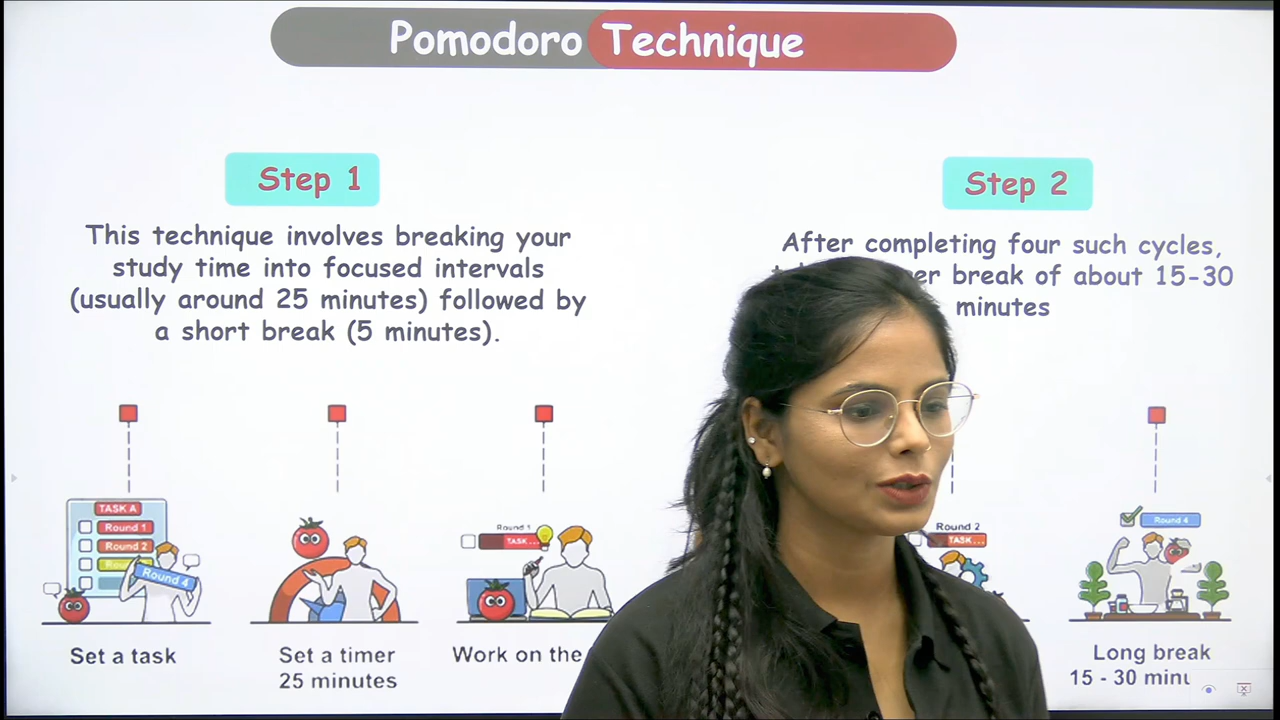 Pomodoro Technique
Step 1
This technique involves breaking your
study time into focused intervals
(usually around 25 minutes) followed by
a short break (5 minutes).
Step 2
After completing four such cycles,
break of about 15-30
minutes
TASK A
Round 1
Round 2
Round 4
Round 1
TASK...
Round 2
TASK...
Round 4
Set a task
Set a timer
25 minutes
Work on the
Long break
15 - 30